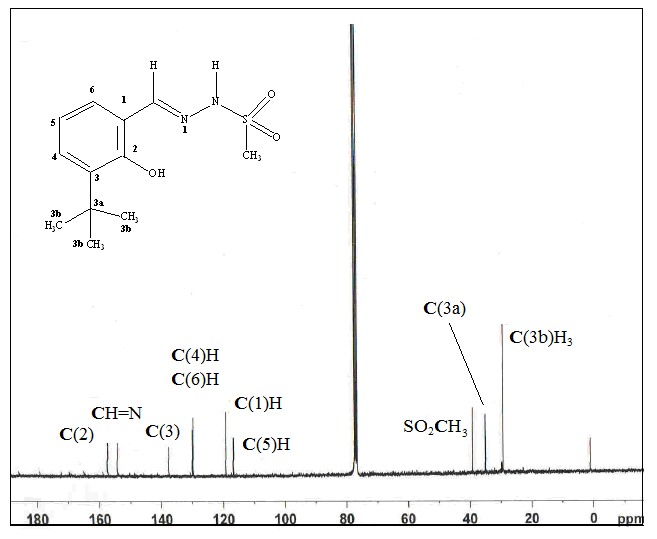 H H
6 1 O
5 N N S
1 O
4 2 CH₃
3 OH
3a
3b H₃C CH₃
3b CH₃ 3b
C(3a)
C(3b)H₃
C(4)H
C(6)H
C(1)H
CH=N
C(2) C(3) C(5)H SO₂CH₃
180 160 140 120 100 80 60 40 20 0 ppm